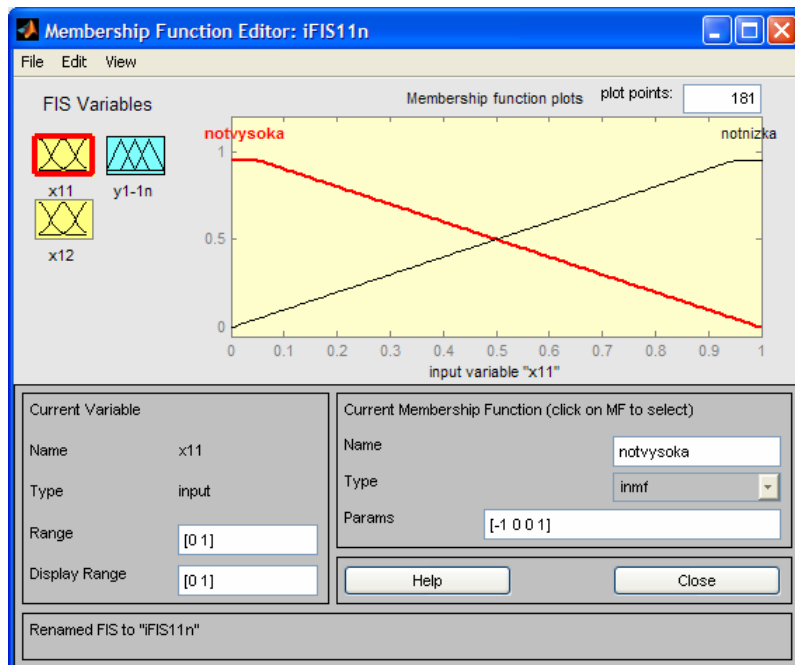 Membership Function Editor: iFIS11n
File Edit View
FIS Variables
Membership function plots plot points: 181
x11
y1-1n
x12
notvysoka
notnizka
1
0.5
0
0 0.1 0.2 0.3 0.4 0.5 0.6 0.7 0.8 0.9 1
input variable "x11"
Current Variable
Name x11
Type input
Range [0 1]
Display Range [0 1]
Current Membership Function (click on MF to select)
Name notvysoka
Type inmf
Params [-1 0 0 1]
Help Close
Renamed FIS to "iFIS11n"